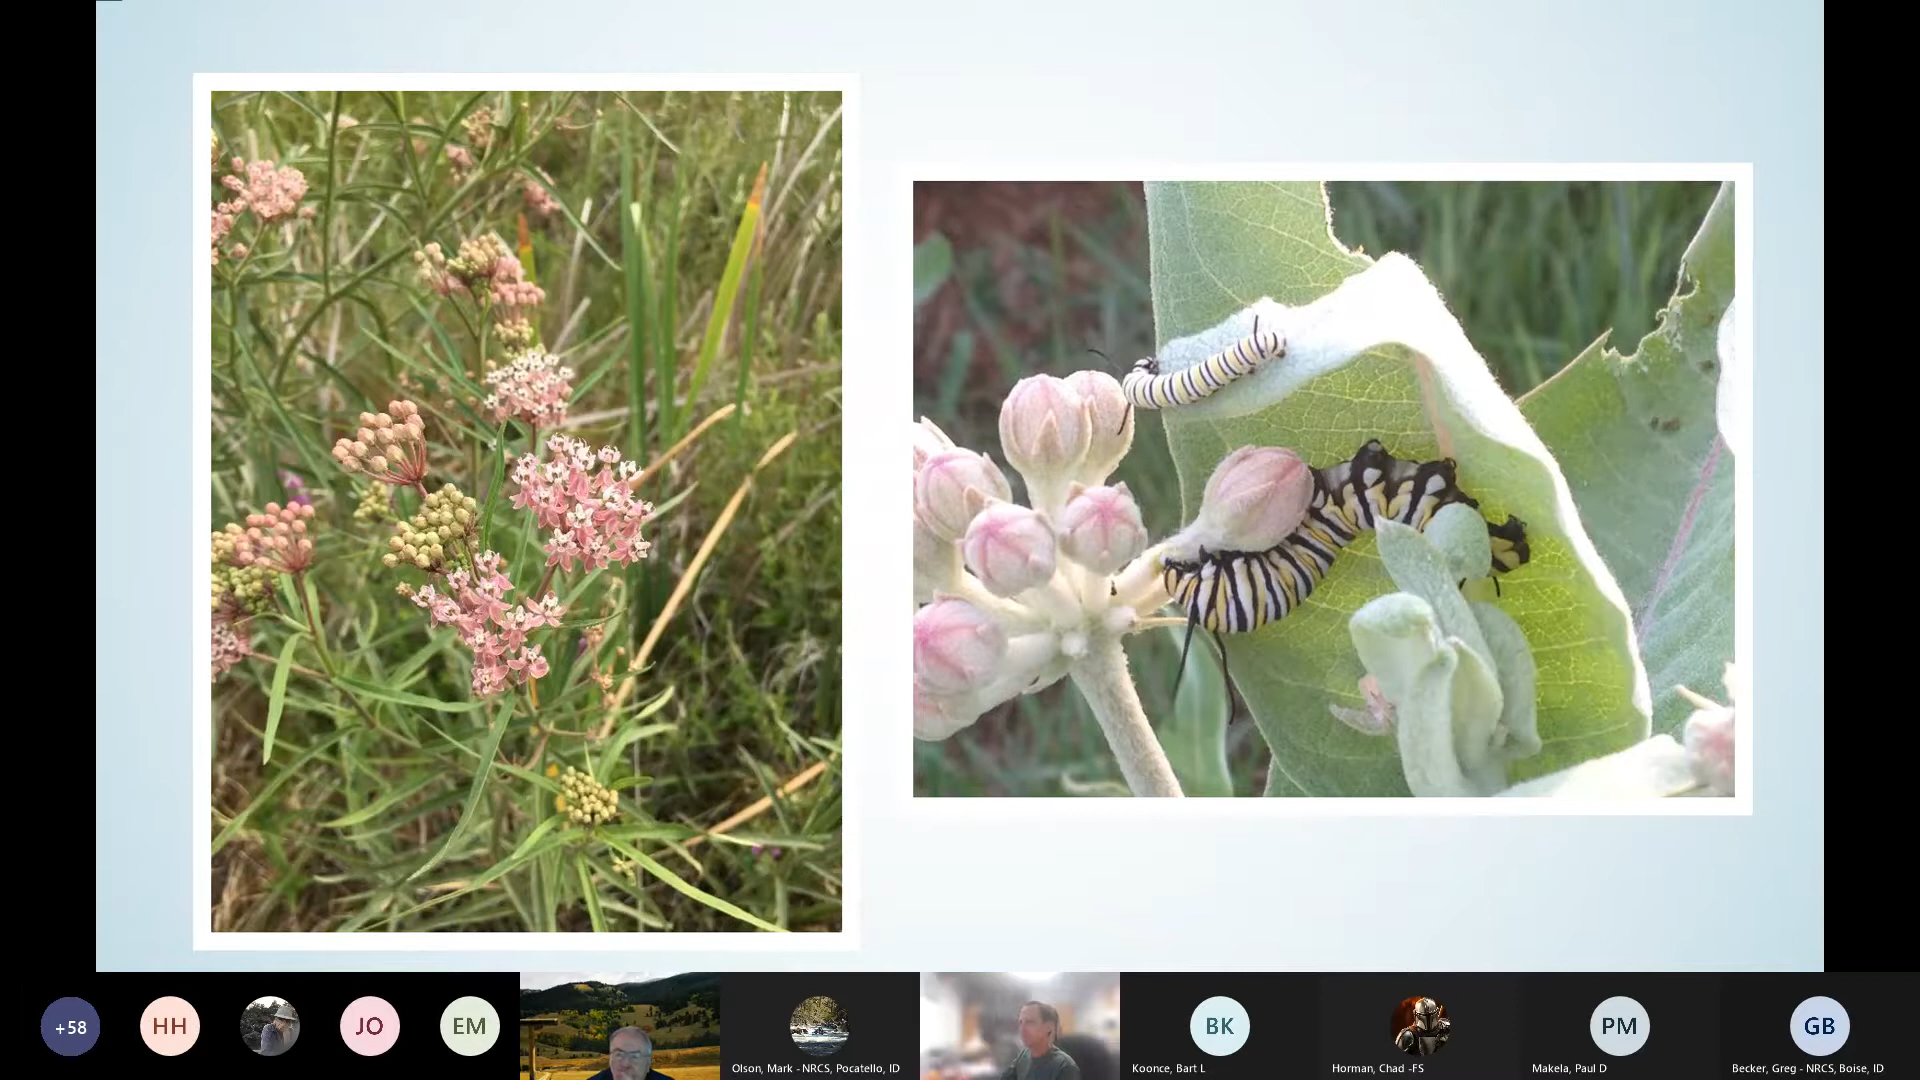 +58
HH
JO
EM
Olson, Mark - NRCS, Pocatello, ID
BK
Koonce, Bart L
Horman, Chad -FS
PM
Makela, Paul D
GB
Becker, Greg - NRCS, Boise, ID